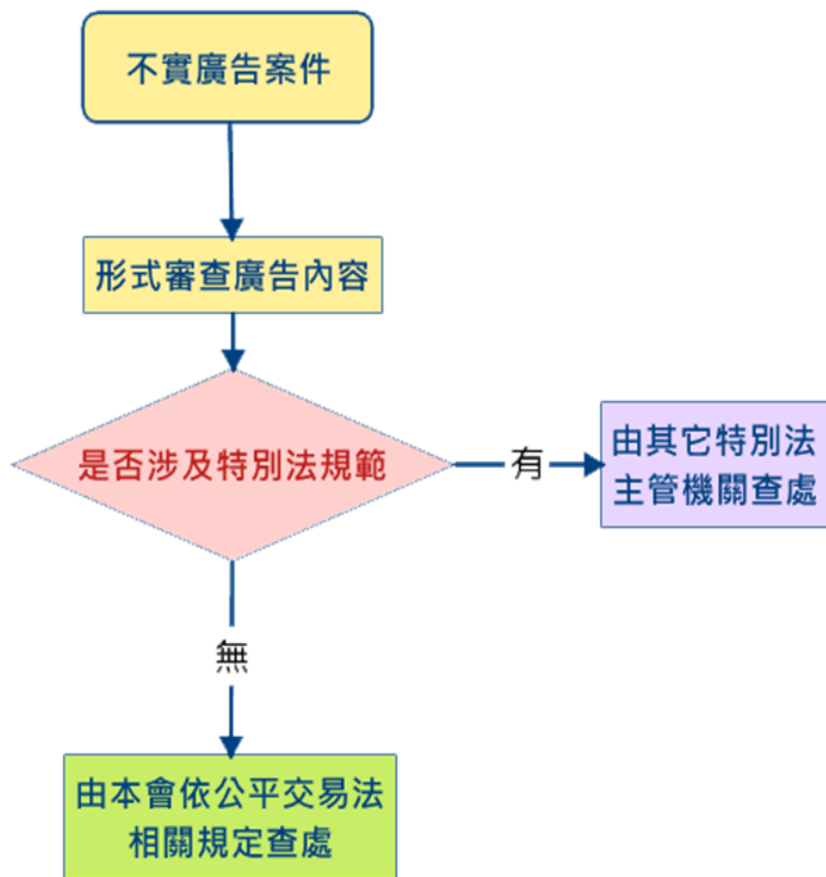 不實廣告案件
形式審查廣告內容
是否涉及特別法規範
有
由其它特別法
主管機關查處
無
由本會依公平交易法
相關規定查處